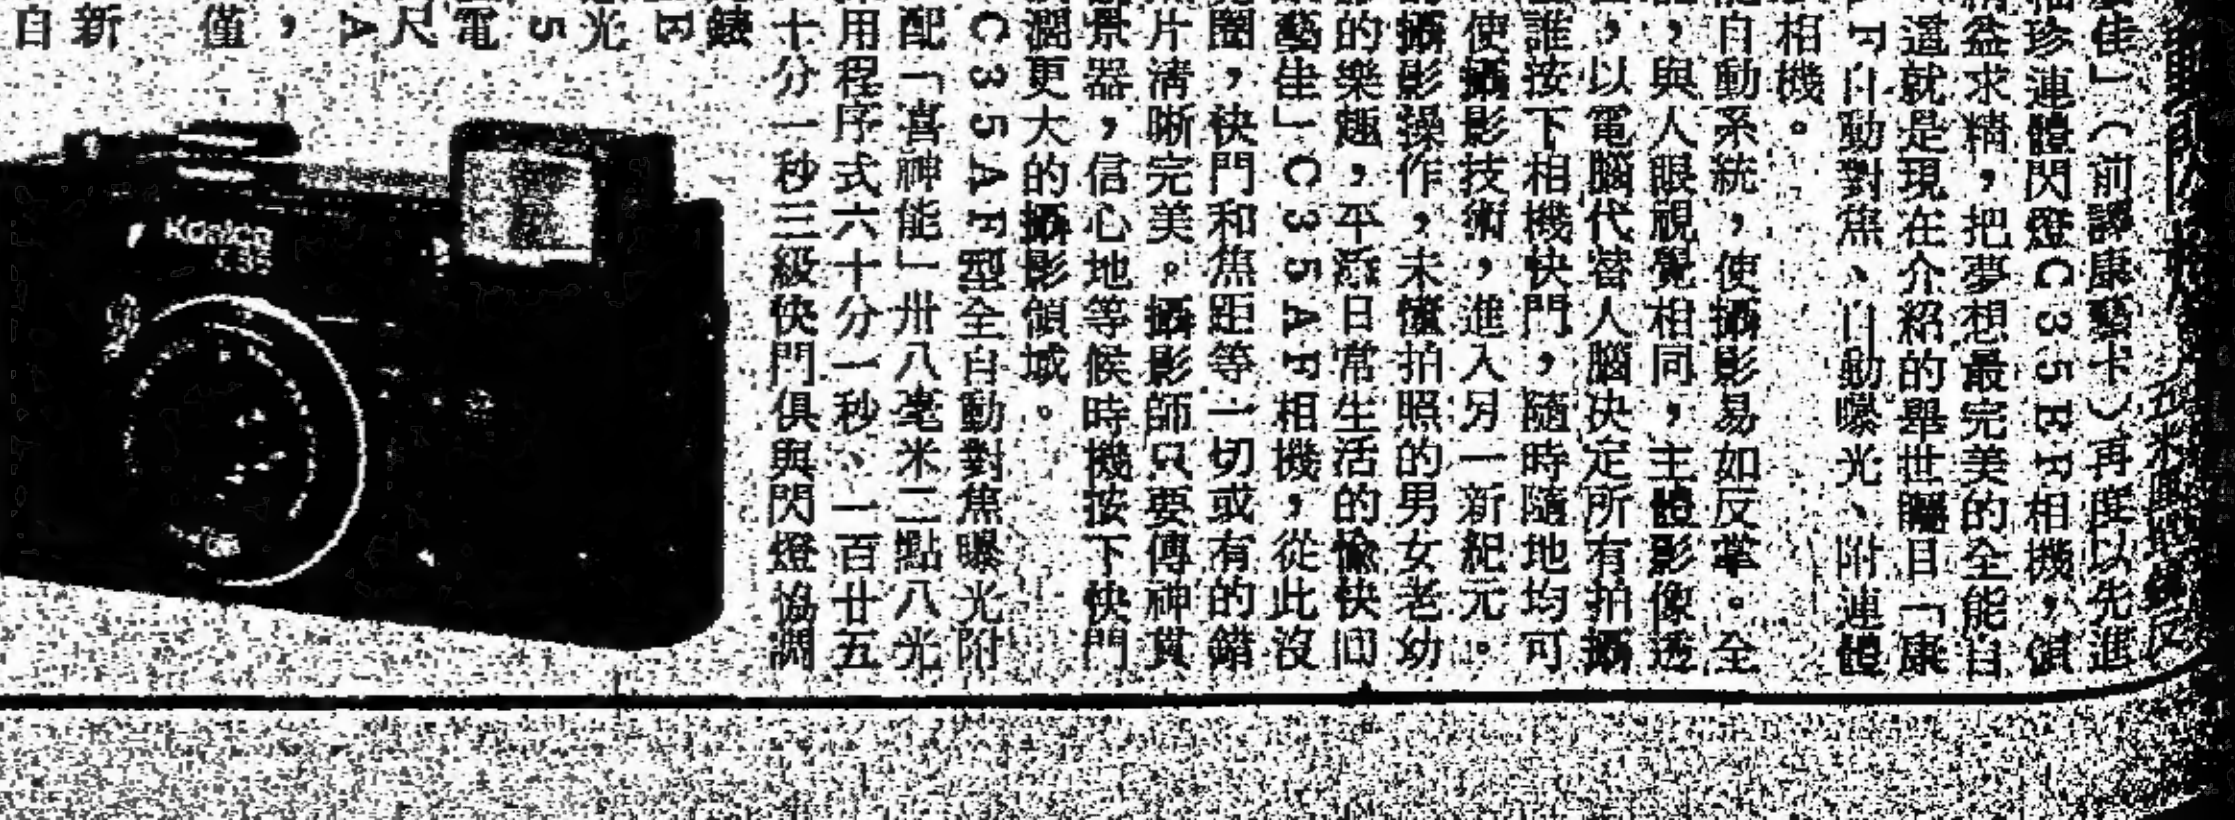 佳」(前譯康藝卡)再度以先進
珍連體閃燈C35EF相機,
益求精,把夢想最完美的全能自
這就是現在介紹的舉世矚目「康
F自動對焦、自動曝光、附連體
相機。
自動系統,使攝影易如反掌。全
,與人眼視覺相同,主體影像透
,以電腦代替人腦決定所有拍攝
誰按下相機快門,隨時隨地均可
使攝影技術,進入另一新紀元。
攝影操作,未懂拍照的男女老幼
的樂趣,平添日常生活的愉快回
藝佳」C35AF相機,從此沒
圈,快門和焦距等一切或有的錯
片清晰完美。攝影師只要傳神貫
景器,信心地等候時機按下快門
濶更大的攝影領域。
C35AF型全自動對焦曝光附
配「喜神能」卅八毫米二點八光
用程序式六十分一秒、一百廿五
十分一秒三級快門俱與閃燈協調
錶
光
5
電
尺
A
,僅
新
自
Konica